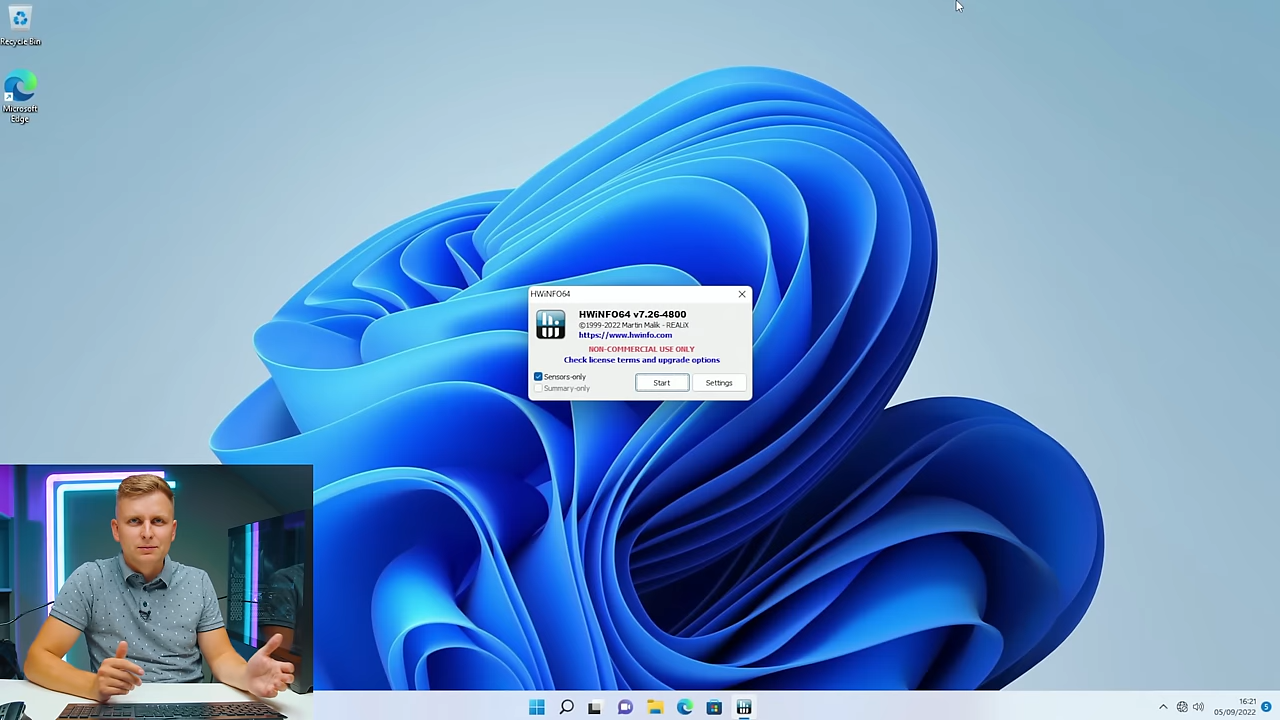 Recycle Bin
Microsoft
Edge
HWiNFO64
HWiNFO64 v7.26-4800
©1999-2022 Martin Malik - REALiX
https://www.hwinfo.com
NON-COMMERCIAL USE ONLY
Check license terms and upgrade options
Sensors-only
Summary-only
Start
Settings
16:21
05/09/2022
5